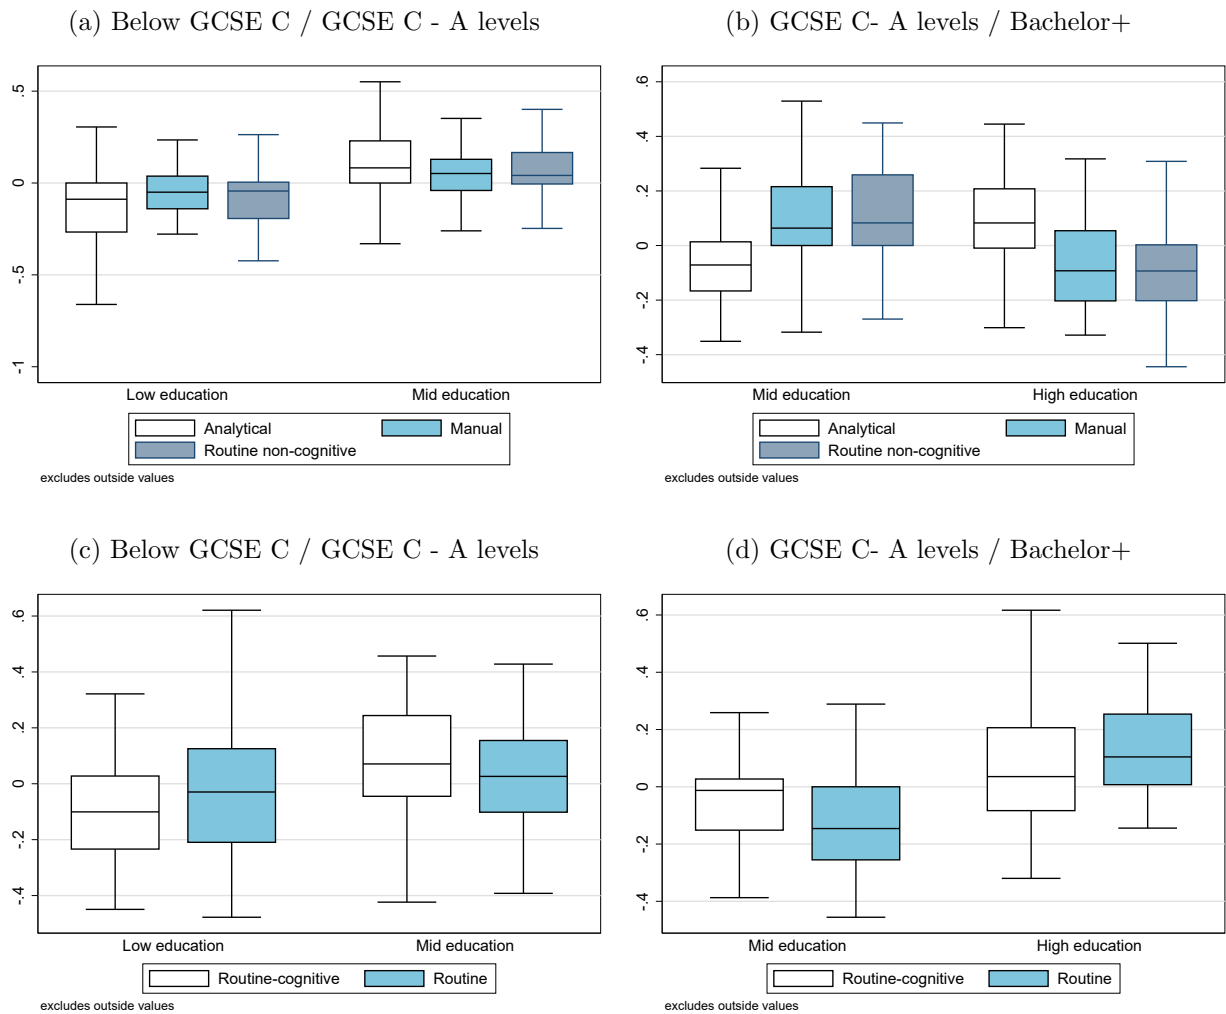 (a) Below GCSE C / GCSE C - A levels
.5
0
-.5
-1
Low education
Mid education
Analytical
Manual
Routine non-cognitive
excludes outside values
(b) GCSE C- A levels / Bachelor+
.6
.4
.2
0
-.2
-.4
Mid education
High education
Analytical
Manual
Routine non-cognitive
excludes outside values
(c) Below GCSE C / GCSE C - A levels
.6
.4
.2
0
-.2
-.4
Low education
Mid education
Routine-cognitive
Routine
excludes outside values
(d) GCSE C- A levels / Bachelor+
.6
.4
.2
0
-.2
-.4
Mid education
High education
Routine-cognitive
Routine
excludes outside values